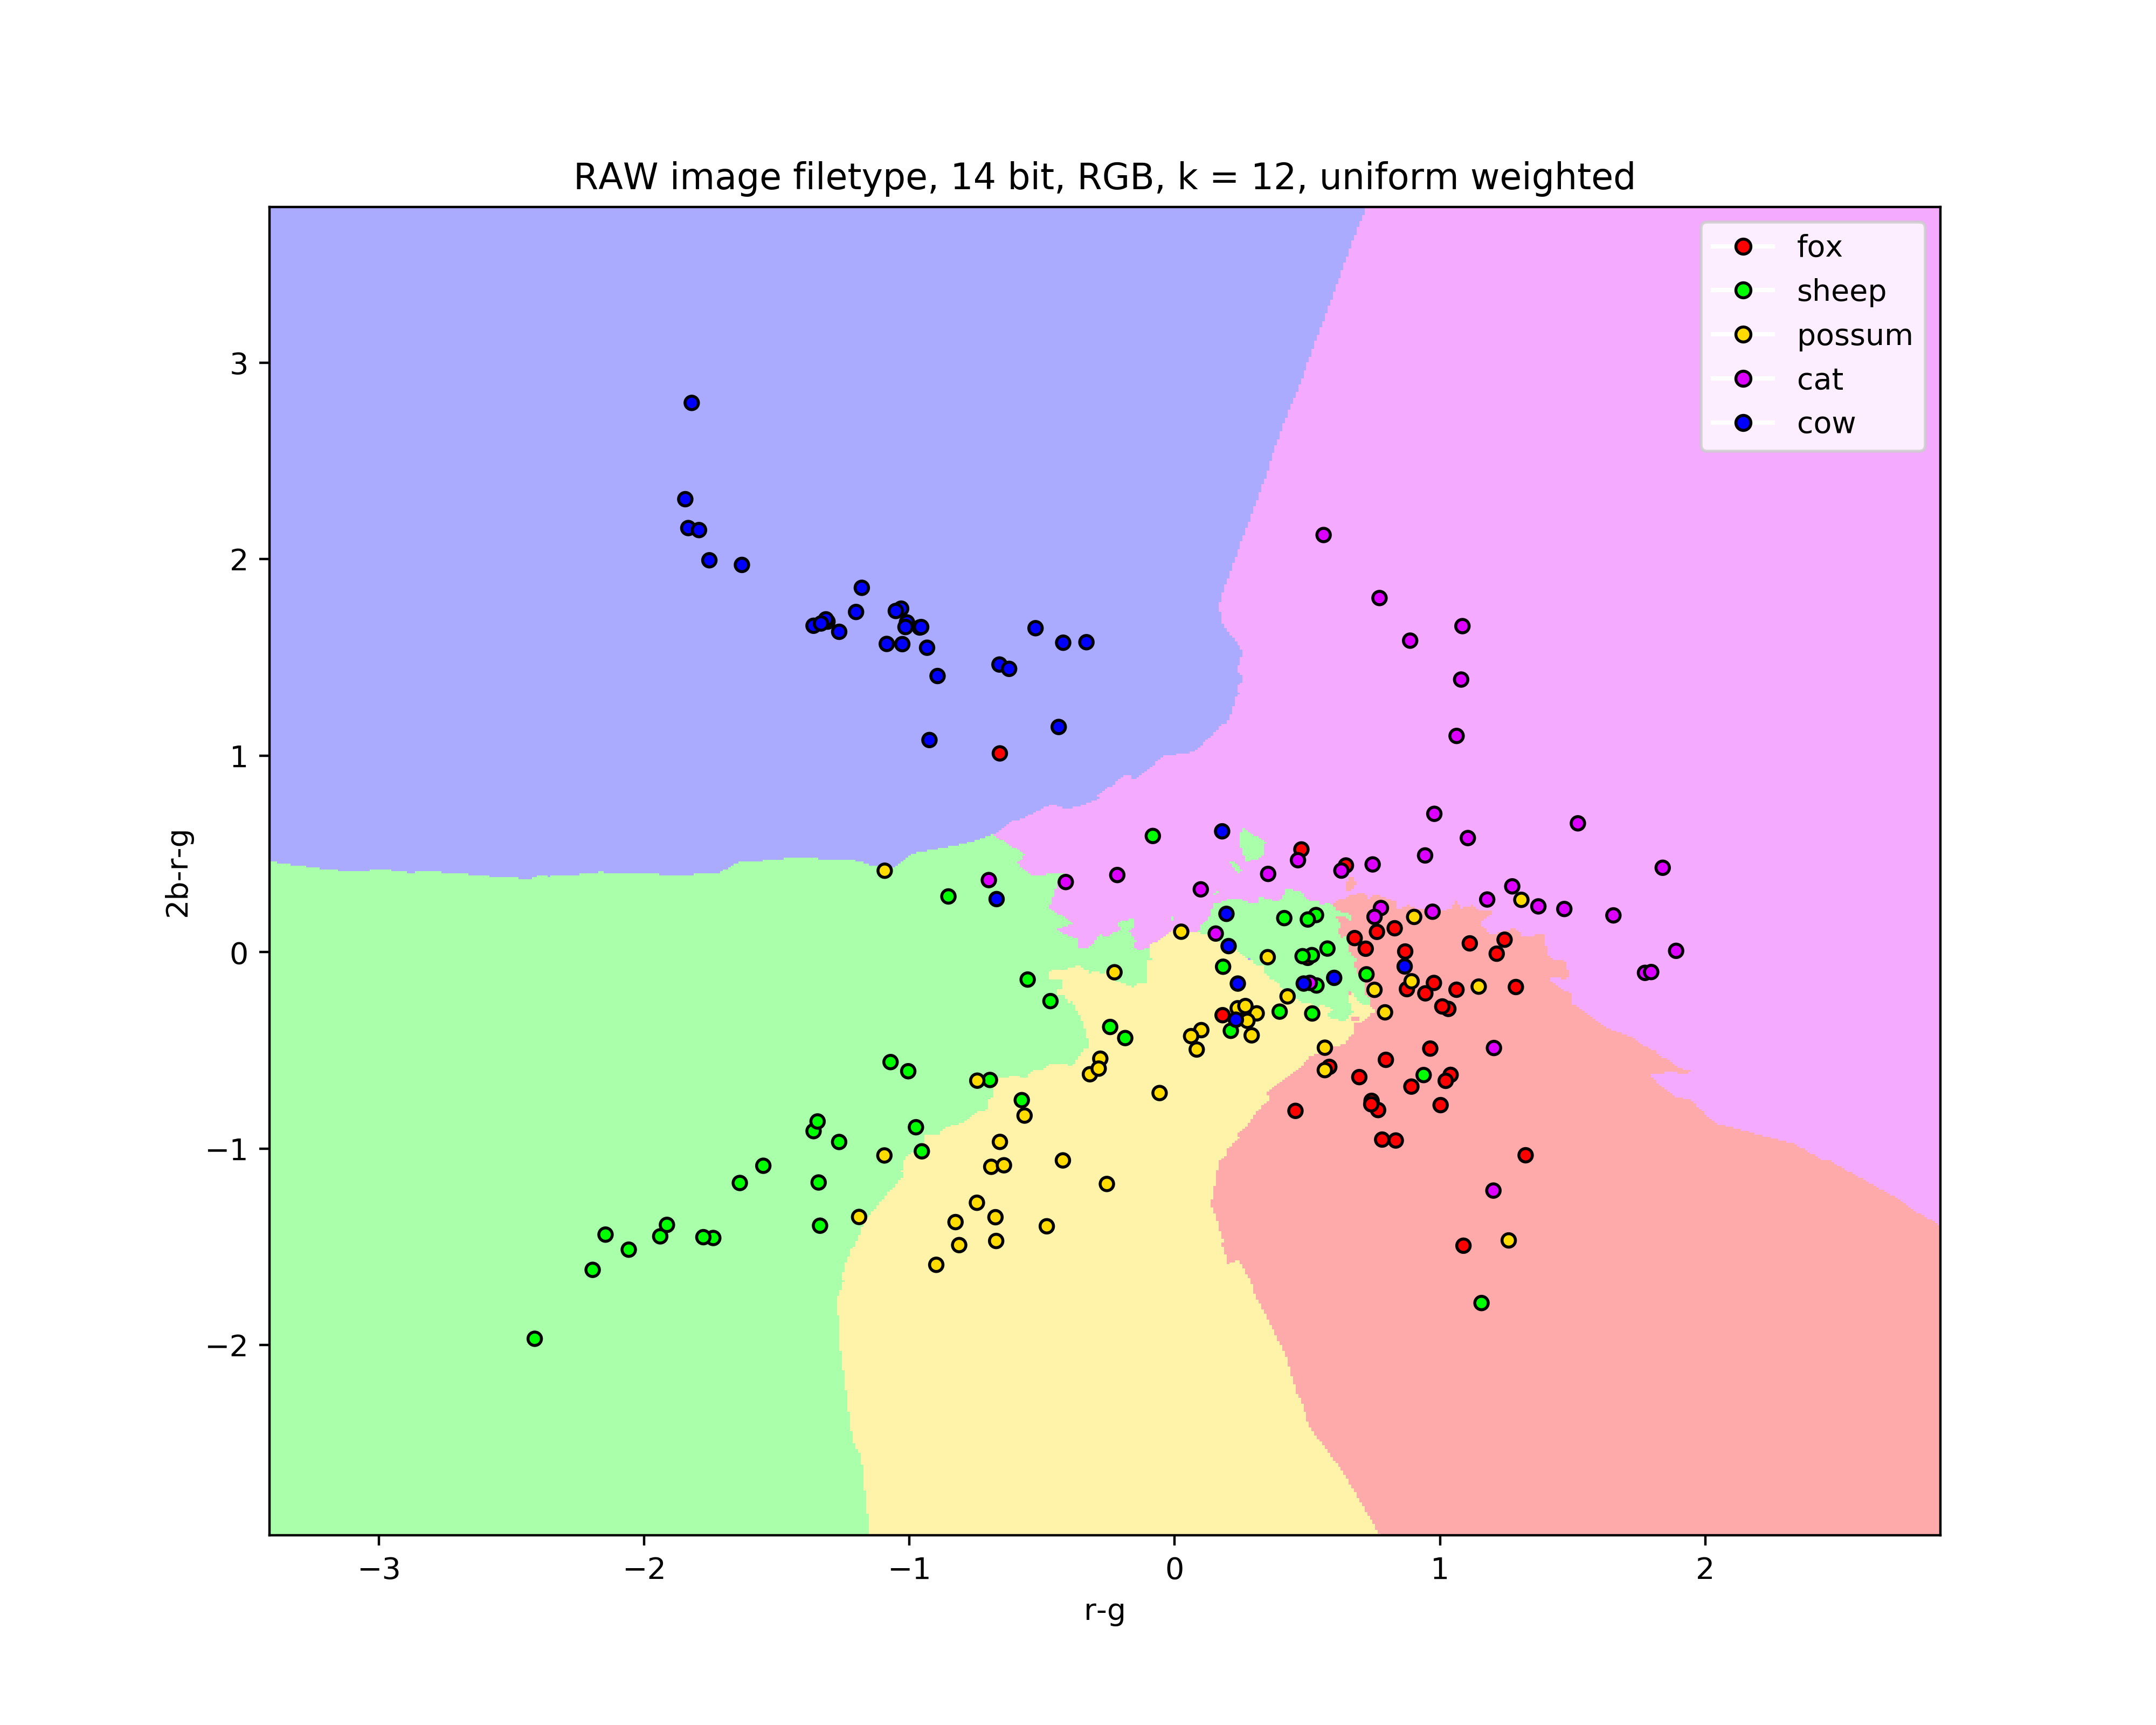 RAW image filetype, 14 bit, RGB, k = 12, uniform weighted
fox
sheep
possum
cat
cow
3
2
1
0
−1
−2
2b-r-g
−3 −2 −1 0 1 2
r-g